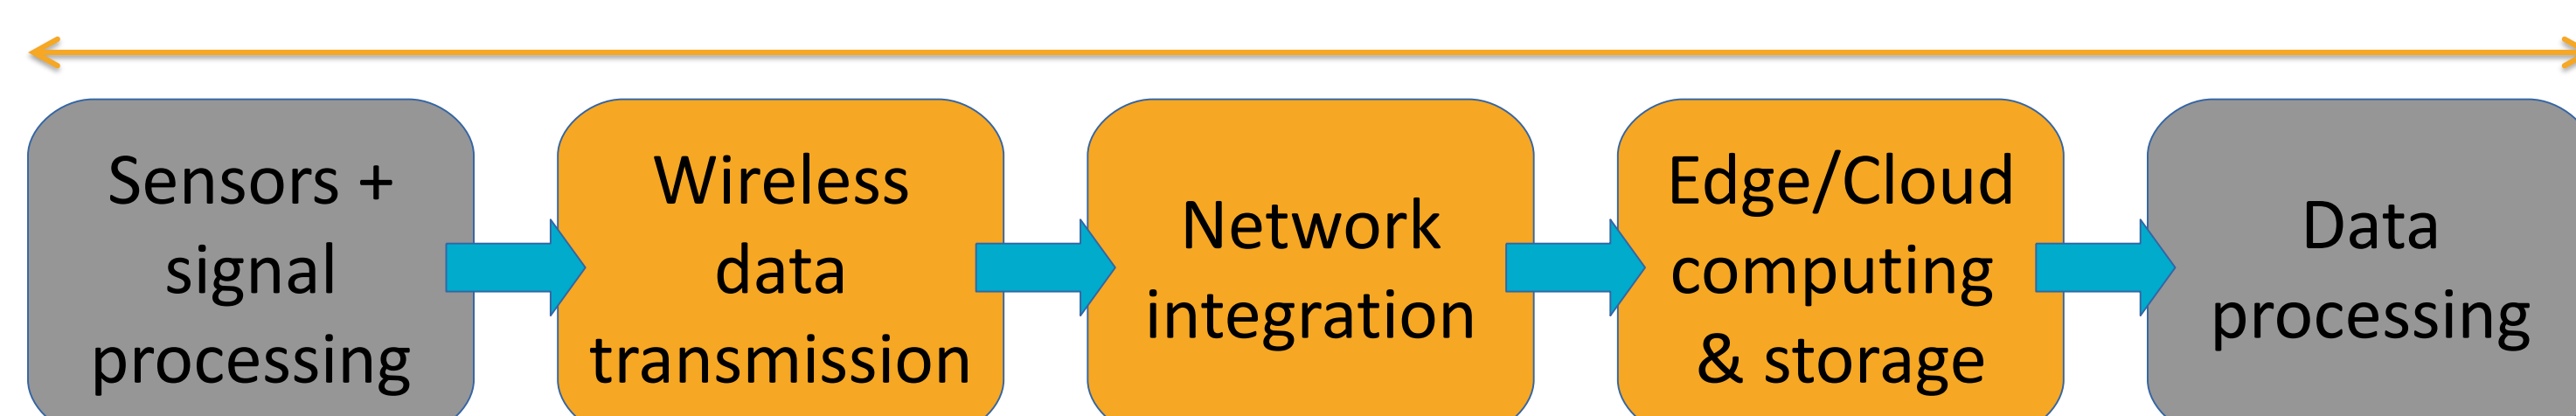 Sensors +
signal
processing
Wireless
data
transmission
Network
integration
Edge/Cloud
computing
& storage
Data
processing